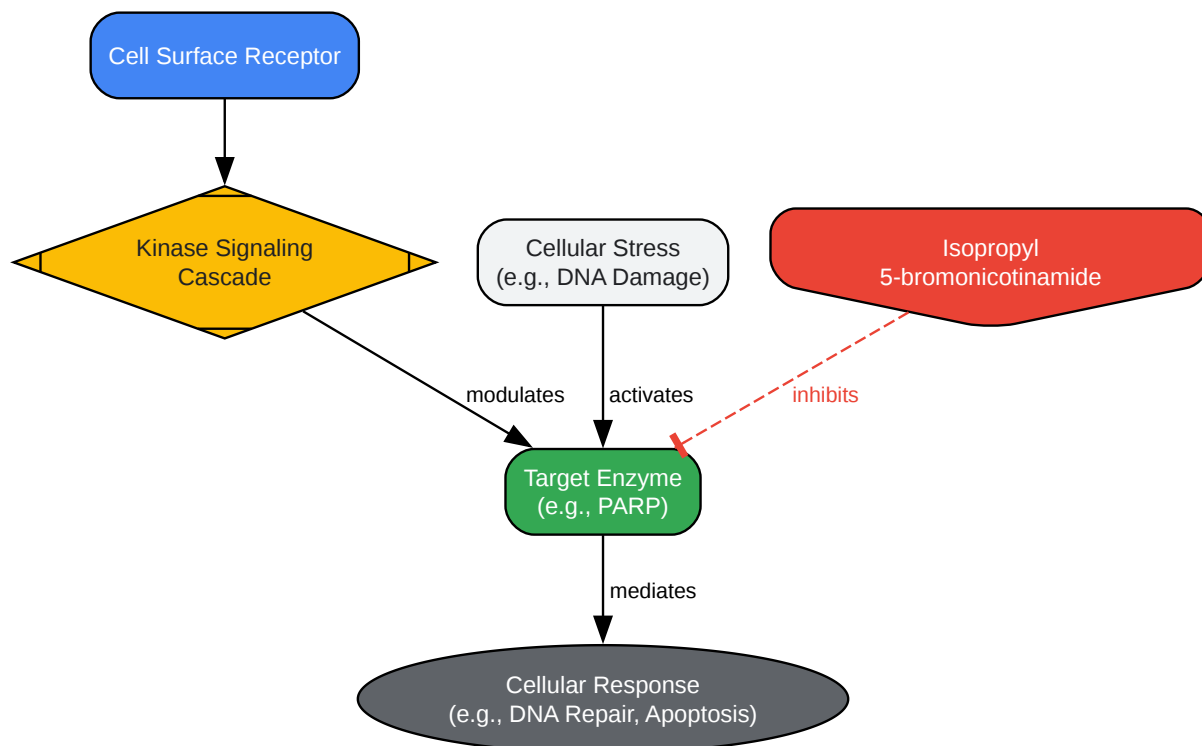 Cell Surface Receptor
Kinase Signaling
Cascade
Cellular Stress
(e.g., DNA Damage)
Isopropyl
5-bromonicotinamide
modulates
activates
inhibits
Target Enzyme
(e.g., PARP)
mediates
Cellular Response
(e.g., DNA Repair, Apoptosis)